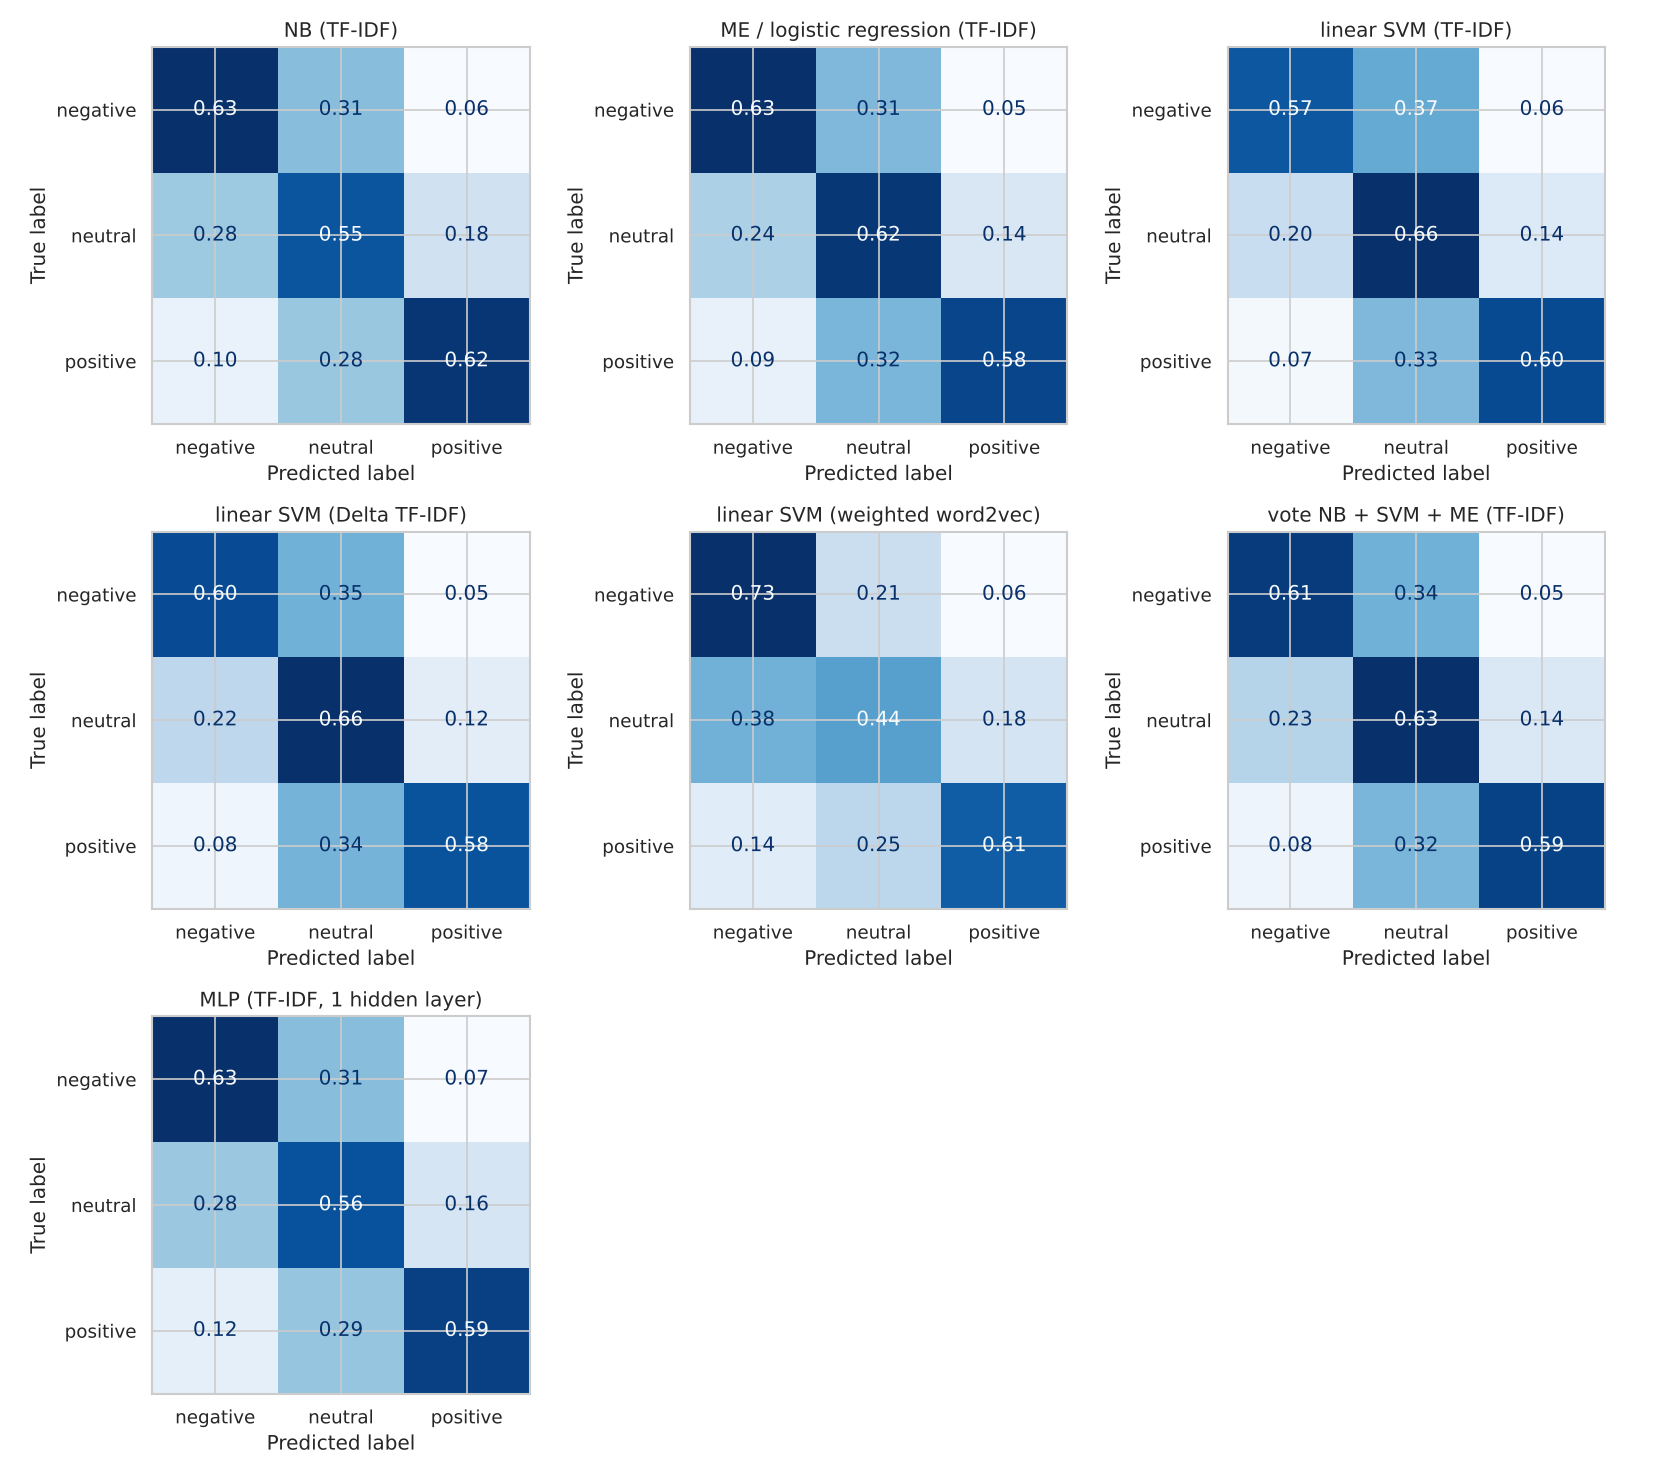 NB (TF-IDF)
True label
negative 0.63 0.31 0.06
neutral 0.28 0.55 0.18
positive 0.10 0.28 0.62
negative neutral positive
Predicted label
ME / logistic regression (TF-IDF)
True label
negative 0.63 0.31 0.05
neutral 0.24 0.62 0.14
positive 0.09 0.32 0.58
negative neutral positive
Predicted label
linear SVM (TF-IDF)
True label
negative 0.57 0.37 0.06
neutral 0.20 0.66 0.14
positive 0.07 0.33 0.60
negative neutral positive
Predicted label
linear SVM (Delta TF-IDF)
True label
negative 0.60 0.35 0.05
neutral 0.22 0.66 0.12
positive 0.08 0.34 0.58
negative neutral positive
Predicted label
linear SVM (weighted word2vec)
True label
negative 0.73 0.21 0.06
neutral 0.38 0.44 0.18
positive 0.14 0.25 0.61
negative neutral positive
Predicted label
vote NB + SVM + ME (TF-IDF)
True label
negative 0.61 0.34 0.05
neutral 0.23 0.63 0.14
positive 0.08 0.32 0.59
negative neutral positive
Predicted label
MLP (TF-IDF, 1 hidden layer)
True label
negative 0.63 0.31 0.07
neutral 0.28 0.56 0.16
positive 0.12 0.29 0.59
negative neutral positive
Predicted label